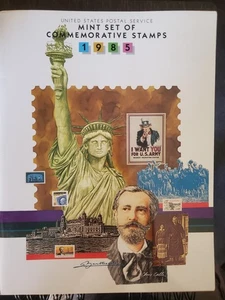 UNITED STATES POSTAL SERVICE
MINT SET OF
COMMEMORATIVE STAMPS
1985
I WANT YOU
FOR U.S. ARMY